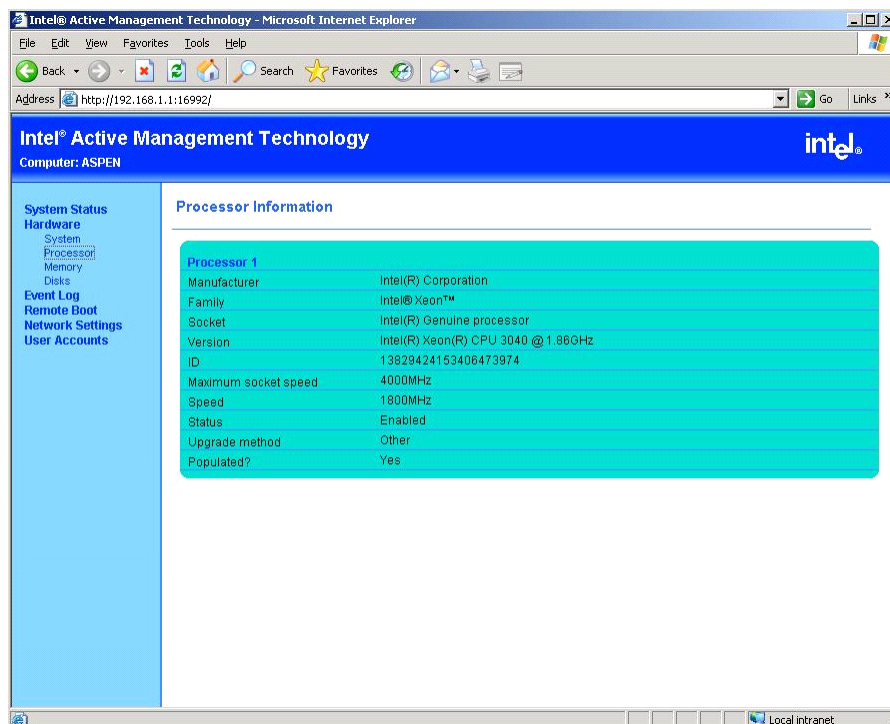 Intel® Active Management Technology - Microsoft Internet Explorer
File Edit View Favorites Tools Help
Back Search Favorites
Address http://192.168.1.1:16992/ Go Links »
Intel® Active Management Technology
Computer: ASPEN
intel®
System Status
Hardware
System
Processor
Memory
Disks
Event Log
Remote Boot
Network Settings
User Accounts
Processor Information
Processor 1
Manufacturer Intel(R) Corporation
Family Intel® Xeon™
Socket Intel(R) Genuine processor
Version Intel(R) Xeon(R) CPU 3040 @ 1.86GHz
ID 13829424153406473974
Maximum socket speed 4000MHz
Speed 1800MHz
Status Enabled
Upgrade method Other
Populated? Yes
Local intranet